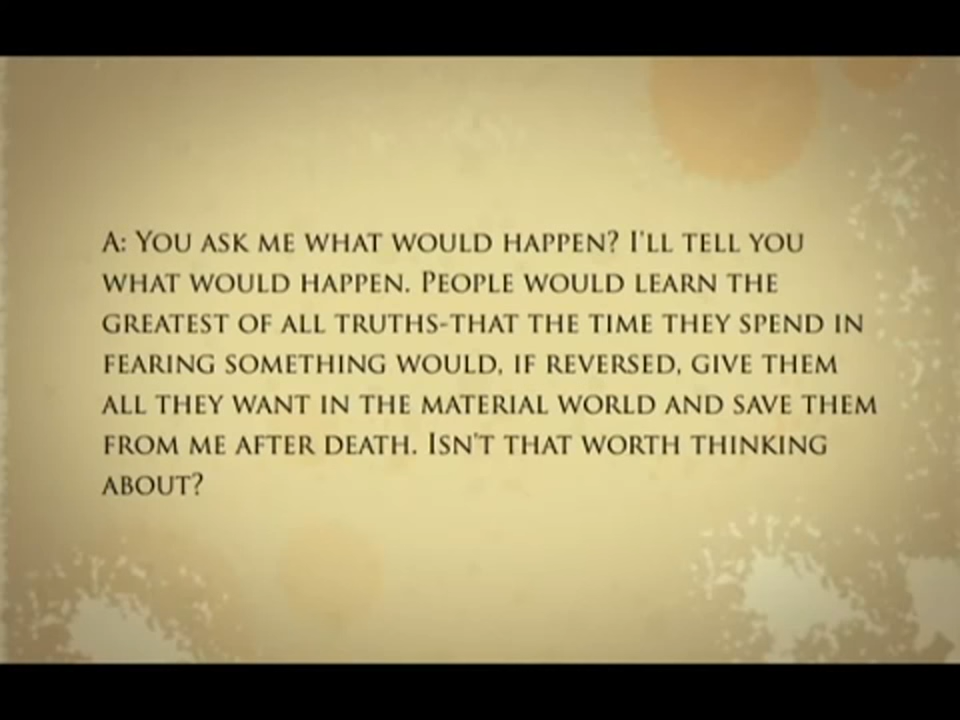 A: You ask me what would happen? I'll tell you
what would happen. People would learn the
greatest of all truths-that the time they spend in
fearing something would, if reversed, give them
all they want in the material world and save them
from me after death. Isn't that worth thinking
about?